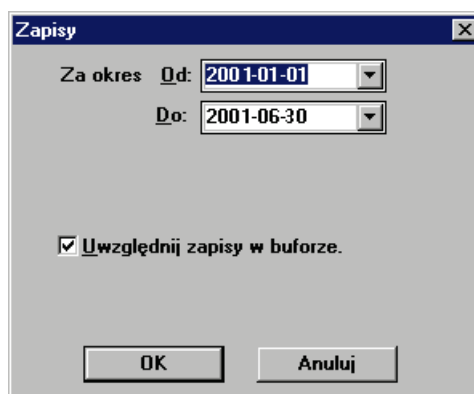 Zapisy
Za okres Od: 2001-01-01
Do: 2001-06-30
Uwzględnij zapisy w buforze.
OK Anuluj